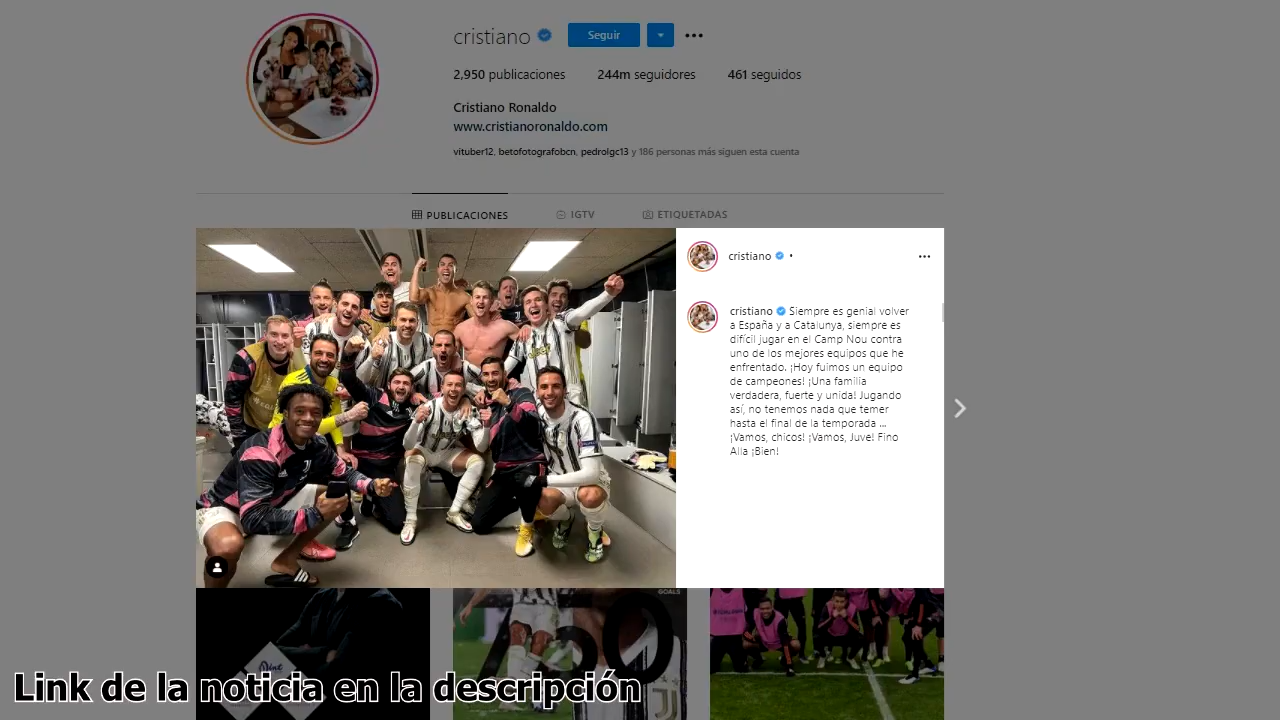 cristiano
Seguir
2,950 publicaciones 244m seguidores 461 seguidos
Cristiano Ronaldo
www.cristianoronaldo.com
vituber12, betofotografobcn, pedrolgc13 y 186 personas más siguen esta cuenta
PUBLICACIONES IGTV ETIQUETADAS
cristiano •
cristiano Siempre es genial volver
a España y a Catalunya, siempre es
difícil jugar en el Camp Nou contra
uno de los mejores equipos que he
enfrentado. ¡Hoy fuimos un equipo
de campeones! ¡Una familia
verdadera, fuerte y unida! Jugando
así, no tenemos nada que temer
hasta el final de la temporada ...
¡Vamos, chicos! ¡Vamos, Juve! Fino
Alla ¡Bien!
Jeep
GOALS
750
Link de la noticia en la descripción